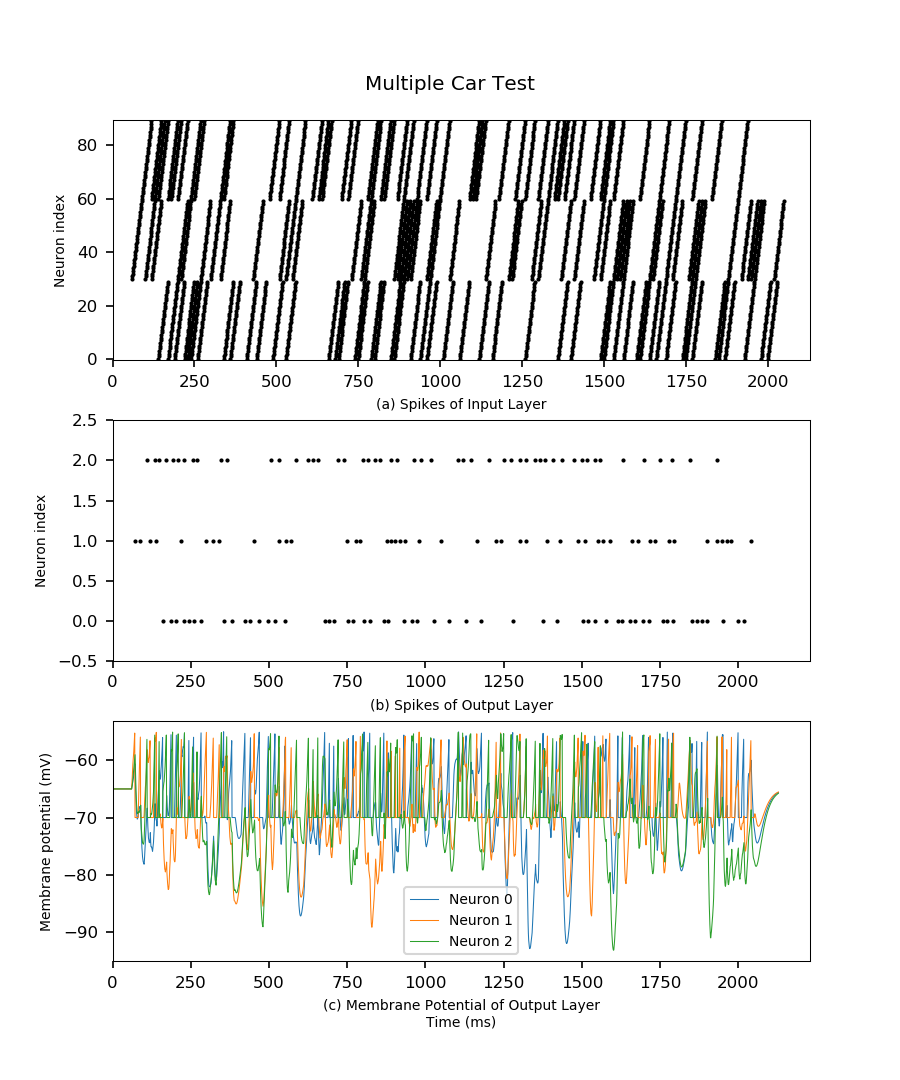 Multiple Car Test
80
60
40
20
0
Neuron index
0 250 500 750 1000 1250 1500 1750 2000
(a) Spikes of Input Layer
2.5
2.0
1.5
1.0
0.5
0.0
−0.5
Neuron index
0 250 500 750 1000 1250 1500 1750 2000
(b) Spikes of Output Layer
−60
−70
−80
−90
Membrane potential (mV)
Neuron 0
Neuron 1
Neuron 2
0 250 500 750 1000 1250 1500 1750 2000
(c) Membrane Potential of Output Layer
Time (ms)